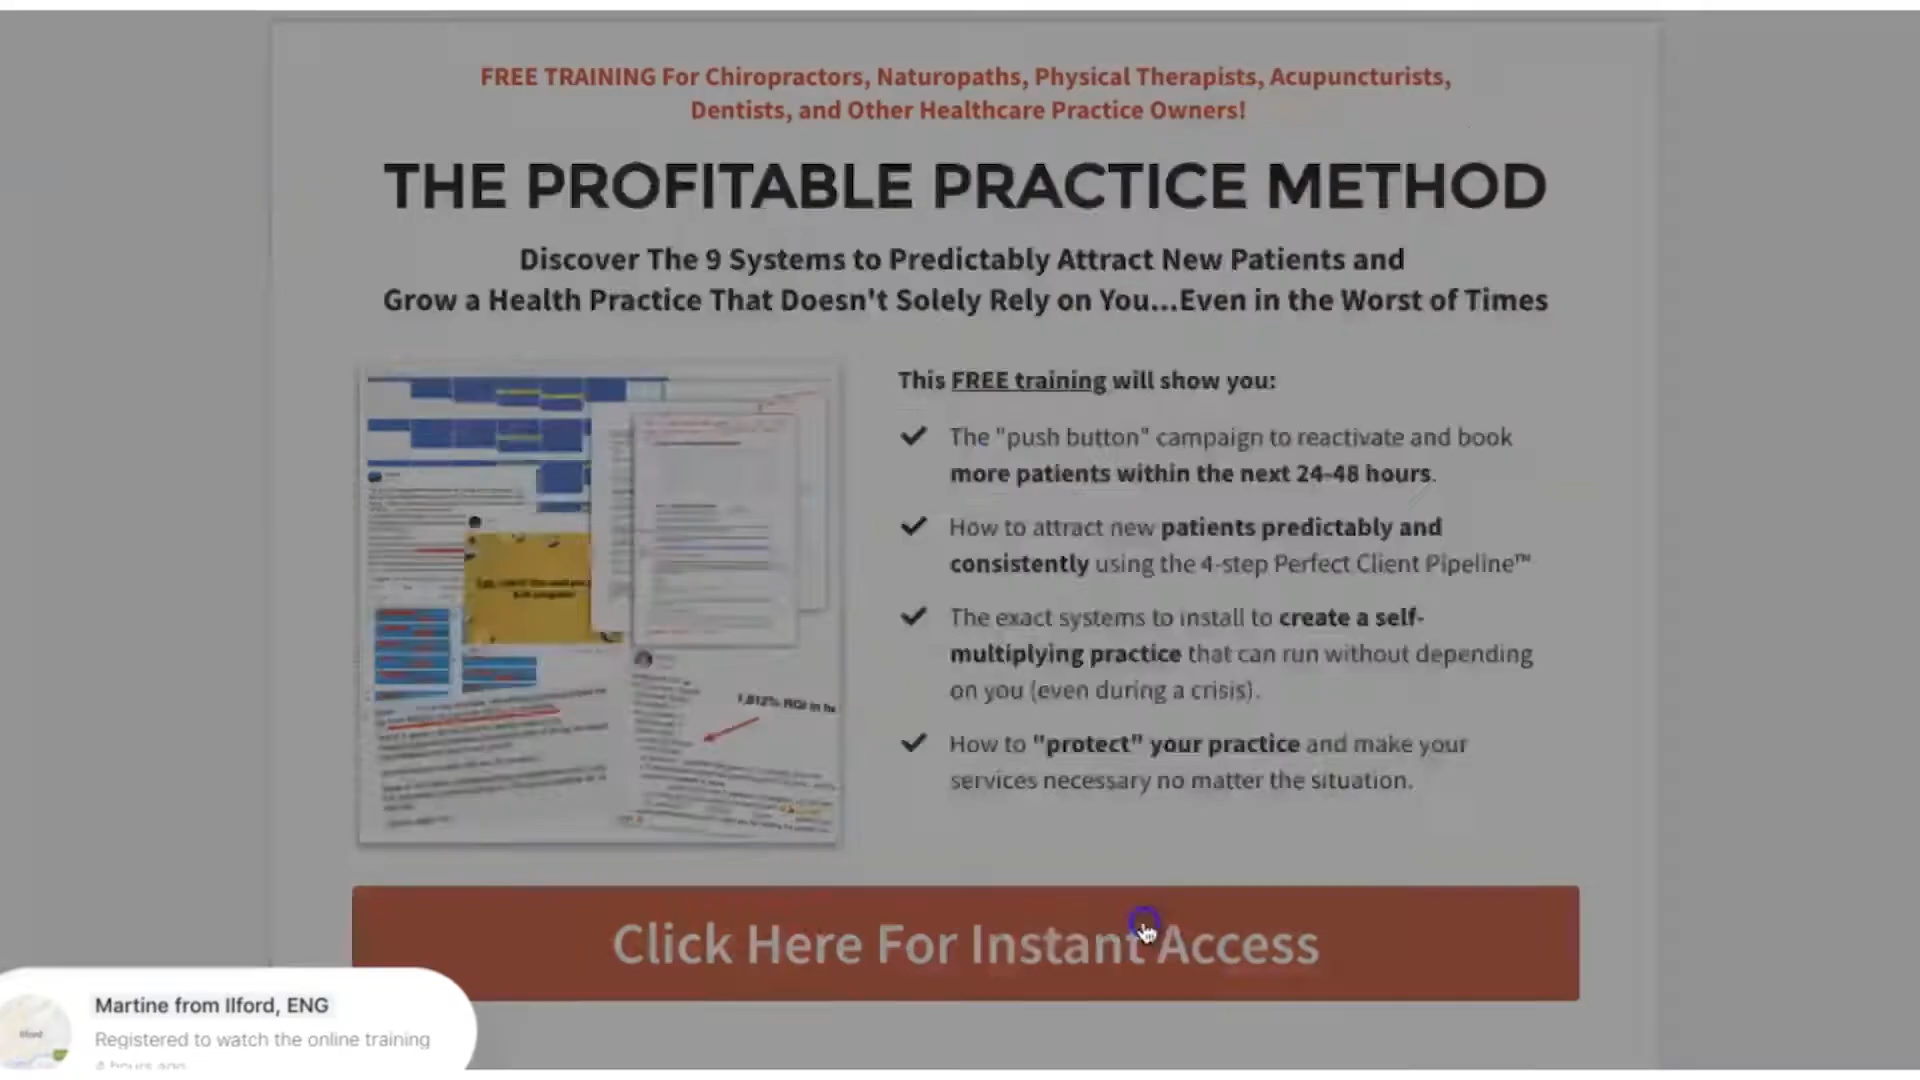 FREE TRAINING For Chiropractors, Naturopaths, Physical Therapists, Acupuncturists,
Dentists, and Other Healthcare Practice Owners!
THE PROFITABLE PRACTICE METHOD
Discover The 9 Systems to Predictably Attract New Patients and
Grow a Health Practice That Doesn't Solely Rely on You...Even in the Worst of Times
This FREE training will show you:
The "push button" campaign to reactivate and book
more patients within the next 24-48 hours.
How to attract new patients predictably and
consistently using the 4-step Perfect Client Pipeline™
The exact systems to install to create a self-
multiplying practice that can run without depending
on you (even during a crisis).
How to "protect" your practice and make your
services necessary no matter the situation.
1,812% ROI in
Click Here For Instant Access
Martine from Ilford, ENG
Registered to watch the online training
hours ago